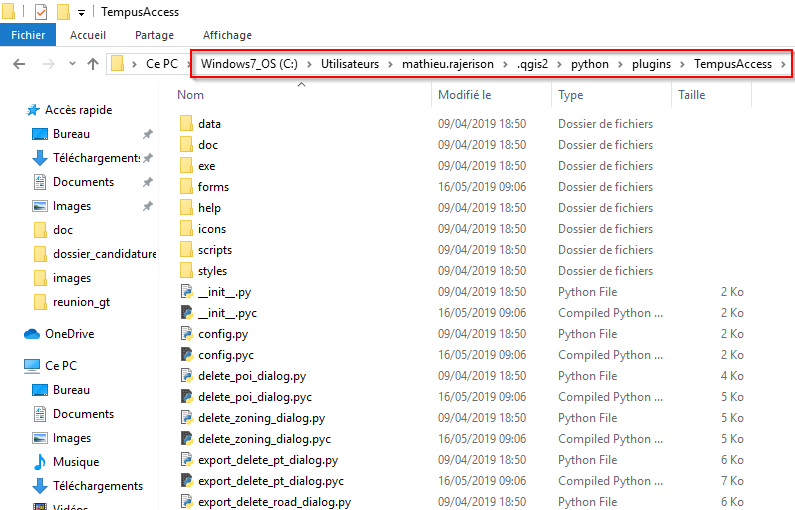 TempusAccess
Fichier Accueil Partage Affichage
Ce PC > Windows7_OS (C:) > Utilisateurs > mathieu.rajerison > .qgis2 > python > plugins > TempusAccess >
Nom Modifié le Type Taille
Accès rapide
Bureau
Téléchargements
Documents
Images
doc
dossier_candidature
images
reunion_gt
OneDrive
Ce PC
Bureau
Documents
Images
Musique
Téléchargements
Vidéos
data 09/04/2019 18:50 Dossier de fichiers
doc 09/04/2019 18:50 Dossier de fichiers
exe 09/04/2019 18:50 Dossier de fichiers
forms 16/05/2019 09:06 Dossier de fichiers
help 09/04/2019 18:50 Dossier de fichiers
icons 09/04/2019 18:50 Dossier de fichiers
scripts 09/04/2019 18:50 Dossier de fichiers
styles 09/04/2019 18:50 Dossier de fichiers
__init__.py 09/04/2019 18:50 Python File 2 Ko
__init__.pyc 16/05/2019 09:06 Compiled Python ... 2 Ko
config.py 09/04/2019 18:50 Python File 2 Ko
config.pyc 16/05/2019 09:06 Compiled Python ... 2 Ko
delete_poi_dialog.py 09/04/2019 18:50 Python File 4 Ko
delete_poi_dialog.pyc 16/05/2019 09:06 Compiled Python ... 5 Ko
delete_zoning_dialog.py 09/04/2019 18:50 Python File 5 Ko
delete_zoning_dialog.pyc 16/05/2019 09:06 Compiled Python ... 5 Ko
export_delete_pt_dialog.py 09/04/2019 18:50 Python File 6 Ko
export_delete_pt_dialog.pyc 16/05/2019 09:06 Compiled Python ... 7 Ko
export_delete_road_dialog.py 09/04/2019 18:50 Python File 6 Ko